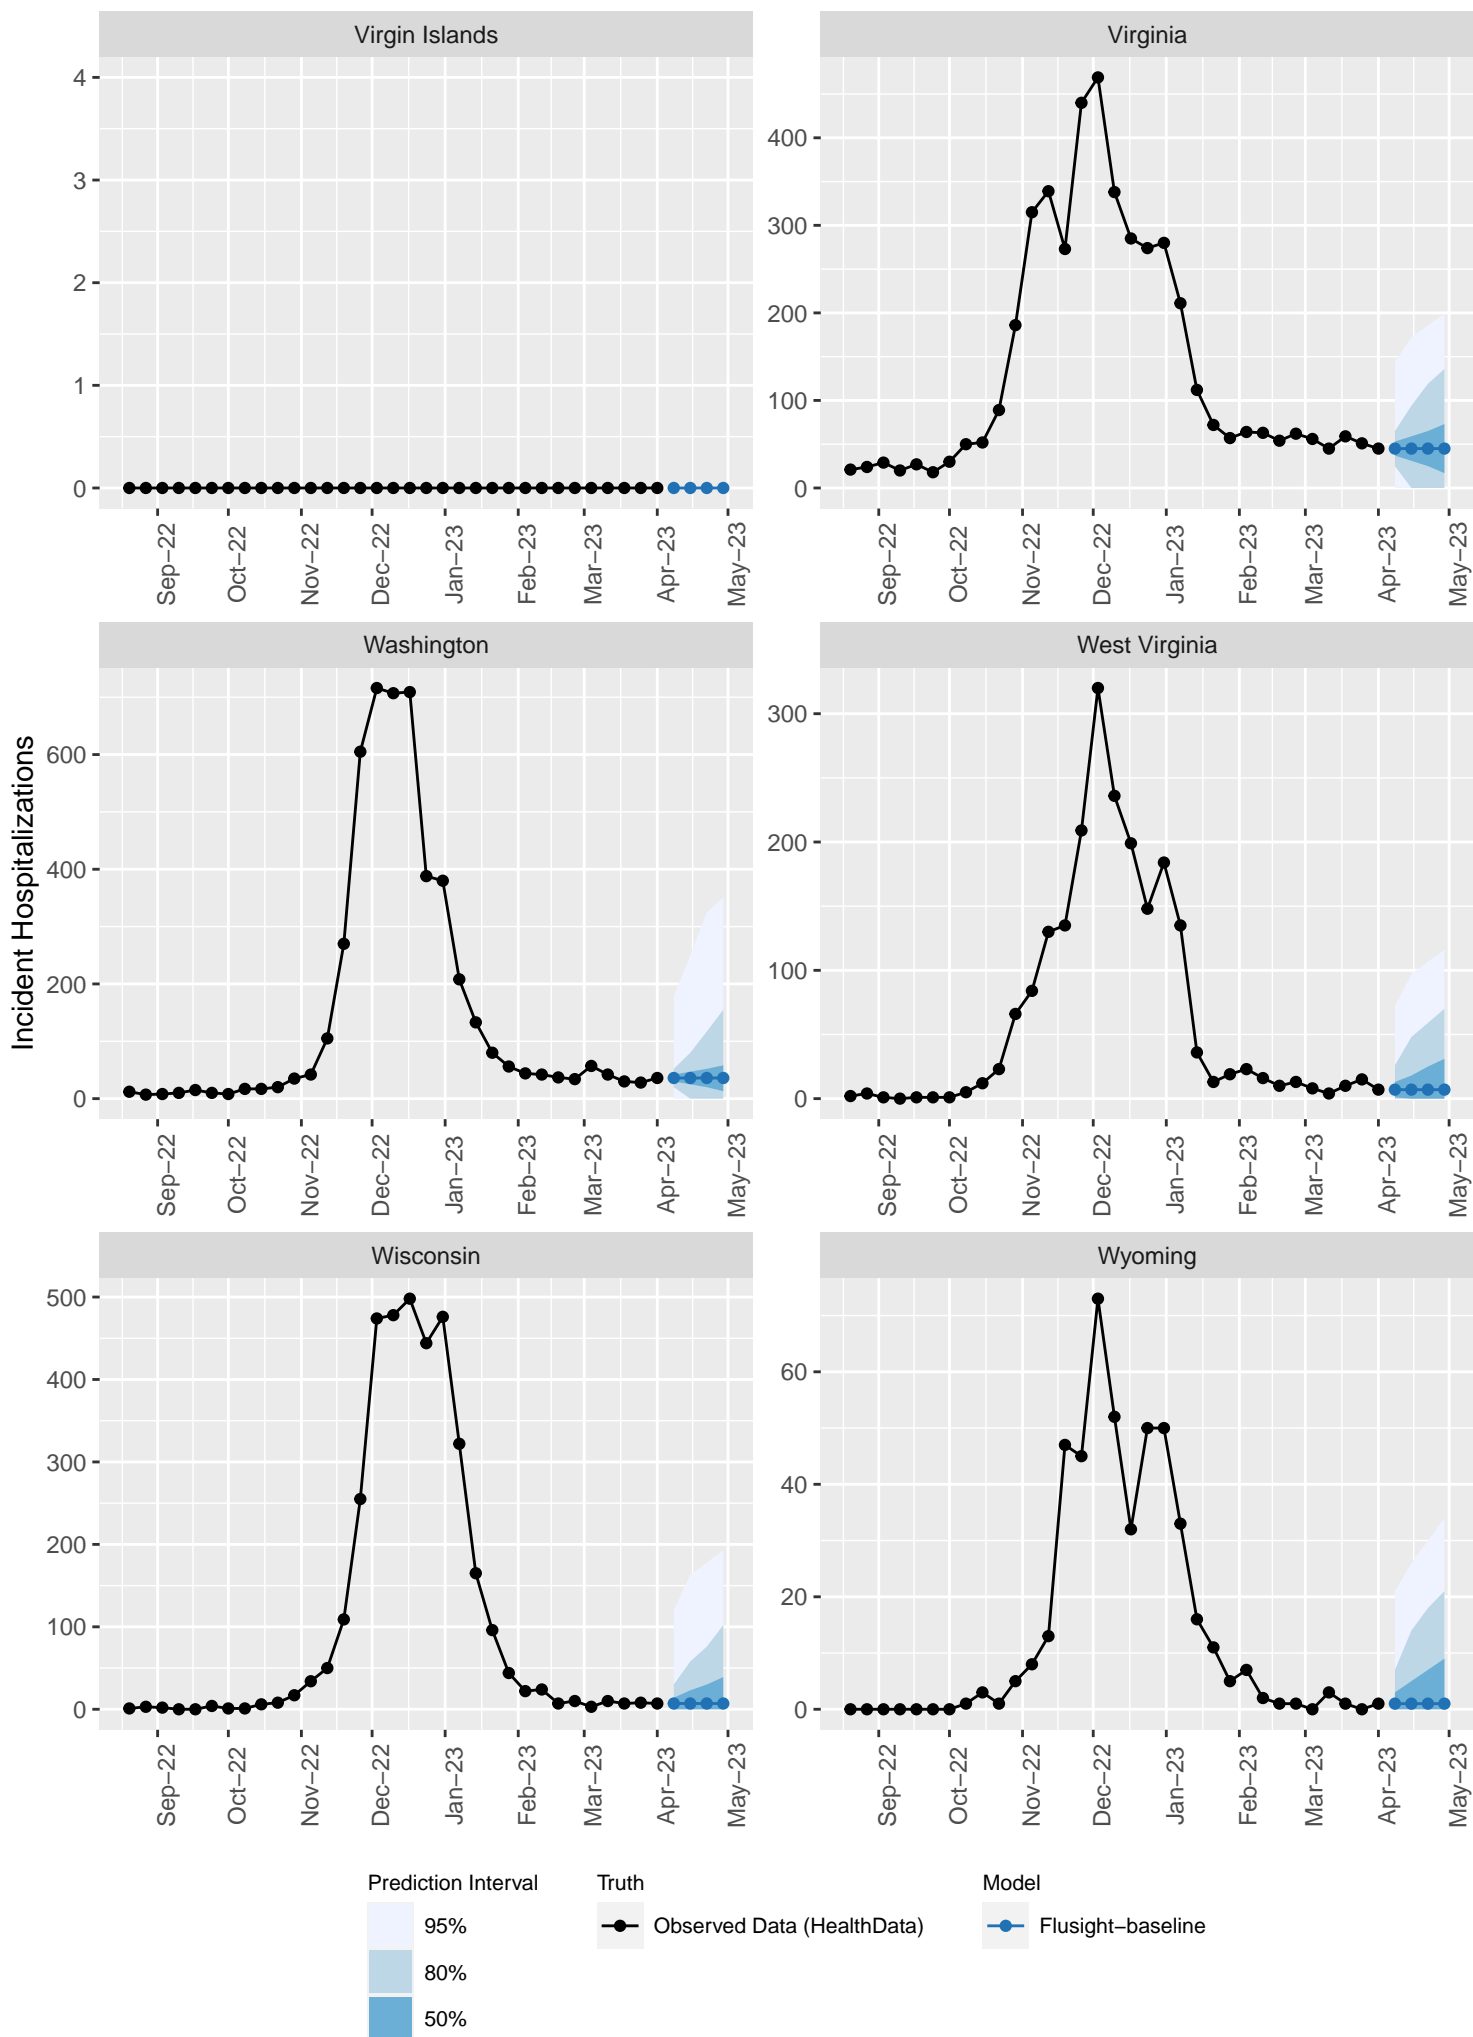 Virgin Islands
Virginia
4
3
2
1
0
400
300
200
100
0
Sep−22
Oct−22
Nov−22
Dec−22
Jan−23
Feb−23
Mar−23
Apr−23
May−23
Sep−22
Oct−22
Nov−22
Dec−22
Jan−23
Feb−23
Mar−23
Apr−23
May−23
Washington
West Virginia
Incident Hospitalizations
600
400
200
0
300
200
100
0
Sep−22
Oct−22
Nov−22
Dec−22
Jan−23
Feb−23
Mar−23
Apr−23
May−23
Sep−22
Oct−22
Nov−22
Dec−22
Jan−23
Feb−23
Mar−23
Apr−23
May−23
Wisconsin
Wyoming
500
400
300
200
100
0
60
40
20
0
Sep−22
Oct−22
Nov−22
Dec−22
Jan−23
Feb−23
Mar−23
Apr−23
May−23
Sep−22
Oct−22
Nov−22
Dec−22
Jan−23
Feb−23
Mar−23
Apr−23
May−23
Prediction Interval
95%
80%
50%
Truth
Observed Data (HealthData)
Model
Flusight−baseline